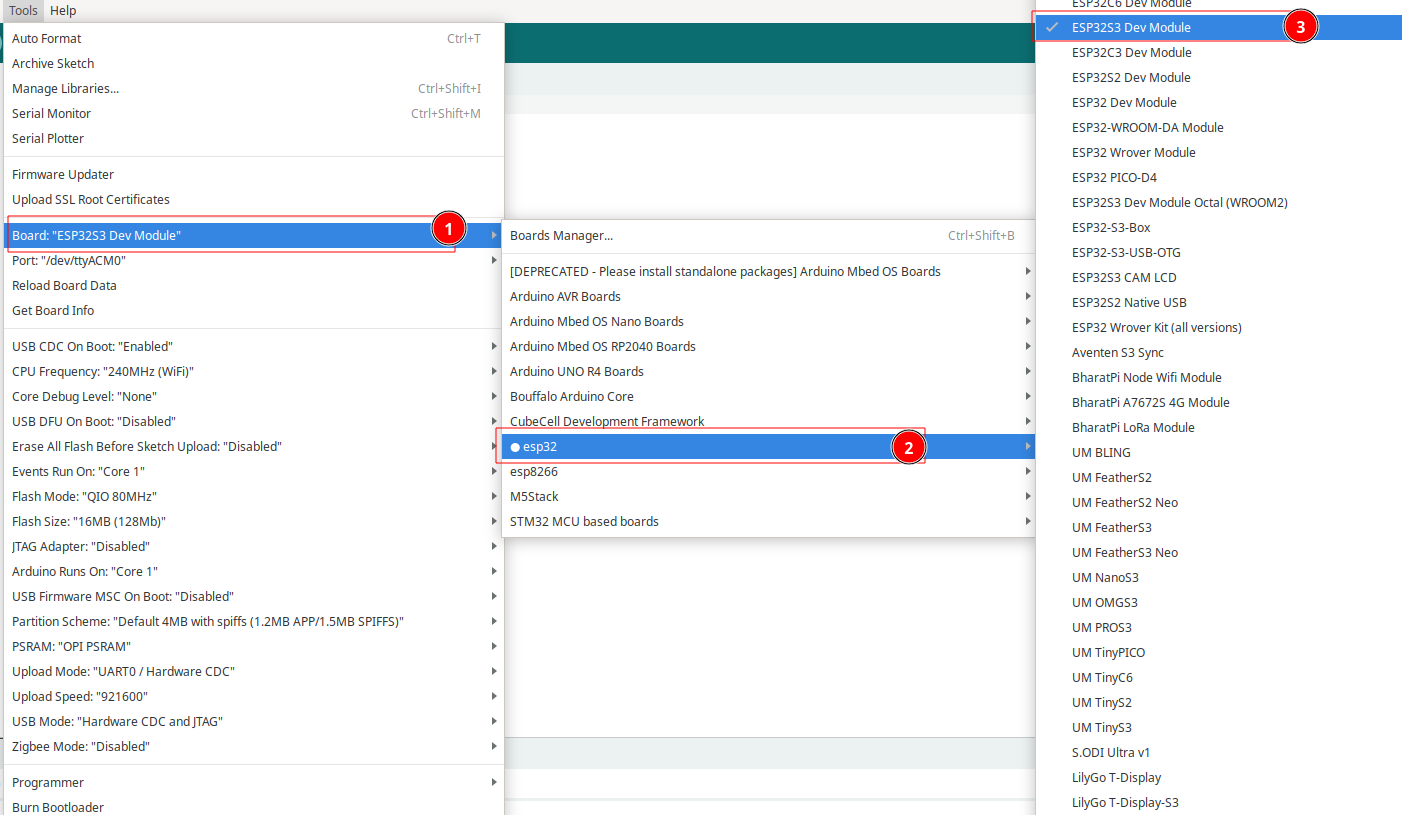 Tools Help
Auto Format Ctrl+T
Archive Sketch
Manage Libraries... Ctrl+Shift+I
Serial Monitor Ctrl+Shift+M
Serial Plotter
Firmware Updater
Upload SSL Root Certificates
Board: "ESP32S3 Dev Module" 1
Port: "/dev/ttyACM0"
Reload Board Data
Get Board Info
USB CDC On Boot: "Enabled"
CPU Frequency: "240MHz (WiFi)"
Core Debug Level: "None"
USB DFU On Boot: "Disabled"
Erase All Flash Before Sketch Upload: "Disabled"
Events Run On: "Core 1"
Flash Mode: "QIO 80MHz"
Flash Size: "16MB (128Mb)"
JTAG Adapter: "Disabled"
Arduino Runs On: "Core 1"
USB Firmware MSC On Boot: "Disabled"
Partition Scheme: "Default 4MB with spiffs (1.2MB APP/1.5MB SPIFFS)"
PSRAM: "OPI PSRAM"
Upload Mode: "UART0 / Hardware CDC"
Upload Speed: "921600"
USB Mode: "Hardware CDC and JTAG"
Zigbee Mode: "Disabled"
Programmer
Burn Bootloader
Boards Manager... Ctrl+Shift+B
[DEPRECATED - Please install standalone packages] Arduino Mbed OS Boards
Arduino AVR Boards
Arduino Mbed OS Nano Boards
Arduino Mbed OS RP2040 Boards
Arduino UNO R4 Boards
Bouffalo Arduino Core
CubeCell Development Framework
esp32 2
esp8266
M5Stack
STM32 MCU based boards
ESP32C6 Dev Module
ESP32S3 Dev Module 3
ESP32C3 Dev Module
ESP32S2 Dev Module
ESP32 Dev Module
ESP32-WROOM-DA Module
ESP32 Wrover Module
ESP32 PICO-D4
ESP32S3 Dev Module Octal (WROOM2)
ESP32-S3-Box
ESP32-S3-USB-OTG
ESP32S3 CAM LCD
ESP32S2 Native USB
ESP32 Wrover Kit (all versions)
Aventen S3 Sync
BharatPi Node Wifi Module
BharatPi A7672S 4G Module
BharatPi LoRa Module
UM BLING
UM FeatherS2
UM FeatherS2 Neo
UM FeatherS3
UM FeatherS3 Neo
UM NanoS3
UM OMGS3
UM PROS3
UM TinyPICO
UM TinyC6
UM TinyS2
UM TinyS3
S.ODI Ultra v1
LilyGo T-Display
LilyGo T-Display-S3